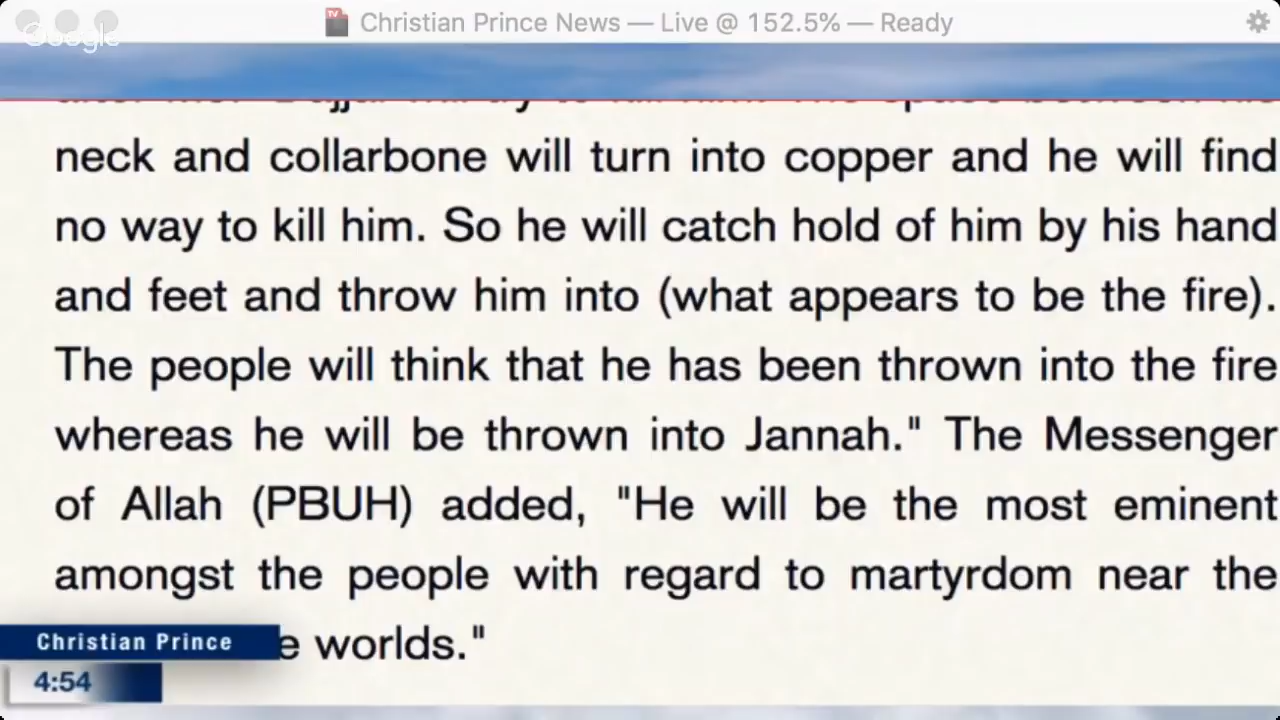 Christian Prince News — Live @ 152.5% — Ready
Google
neck and collarbone will turn into copper and he will find
no way to kill him. So he will catch hold of him by his hand
and feet and throw him into (what appears to be the fire).
The people will think that he has been thrown into the fire
whereas he will be thrown into Jannah." The Messenger
of Allah (PBUH) added, "He will be the most eminent
amongst the people with regard to martyrdom near the
worlds."
Christian Prince
4:54